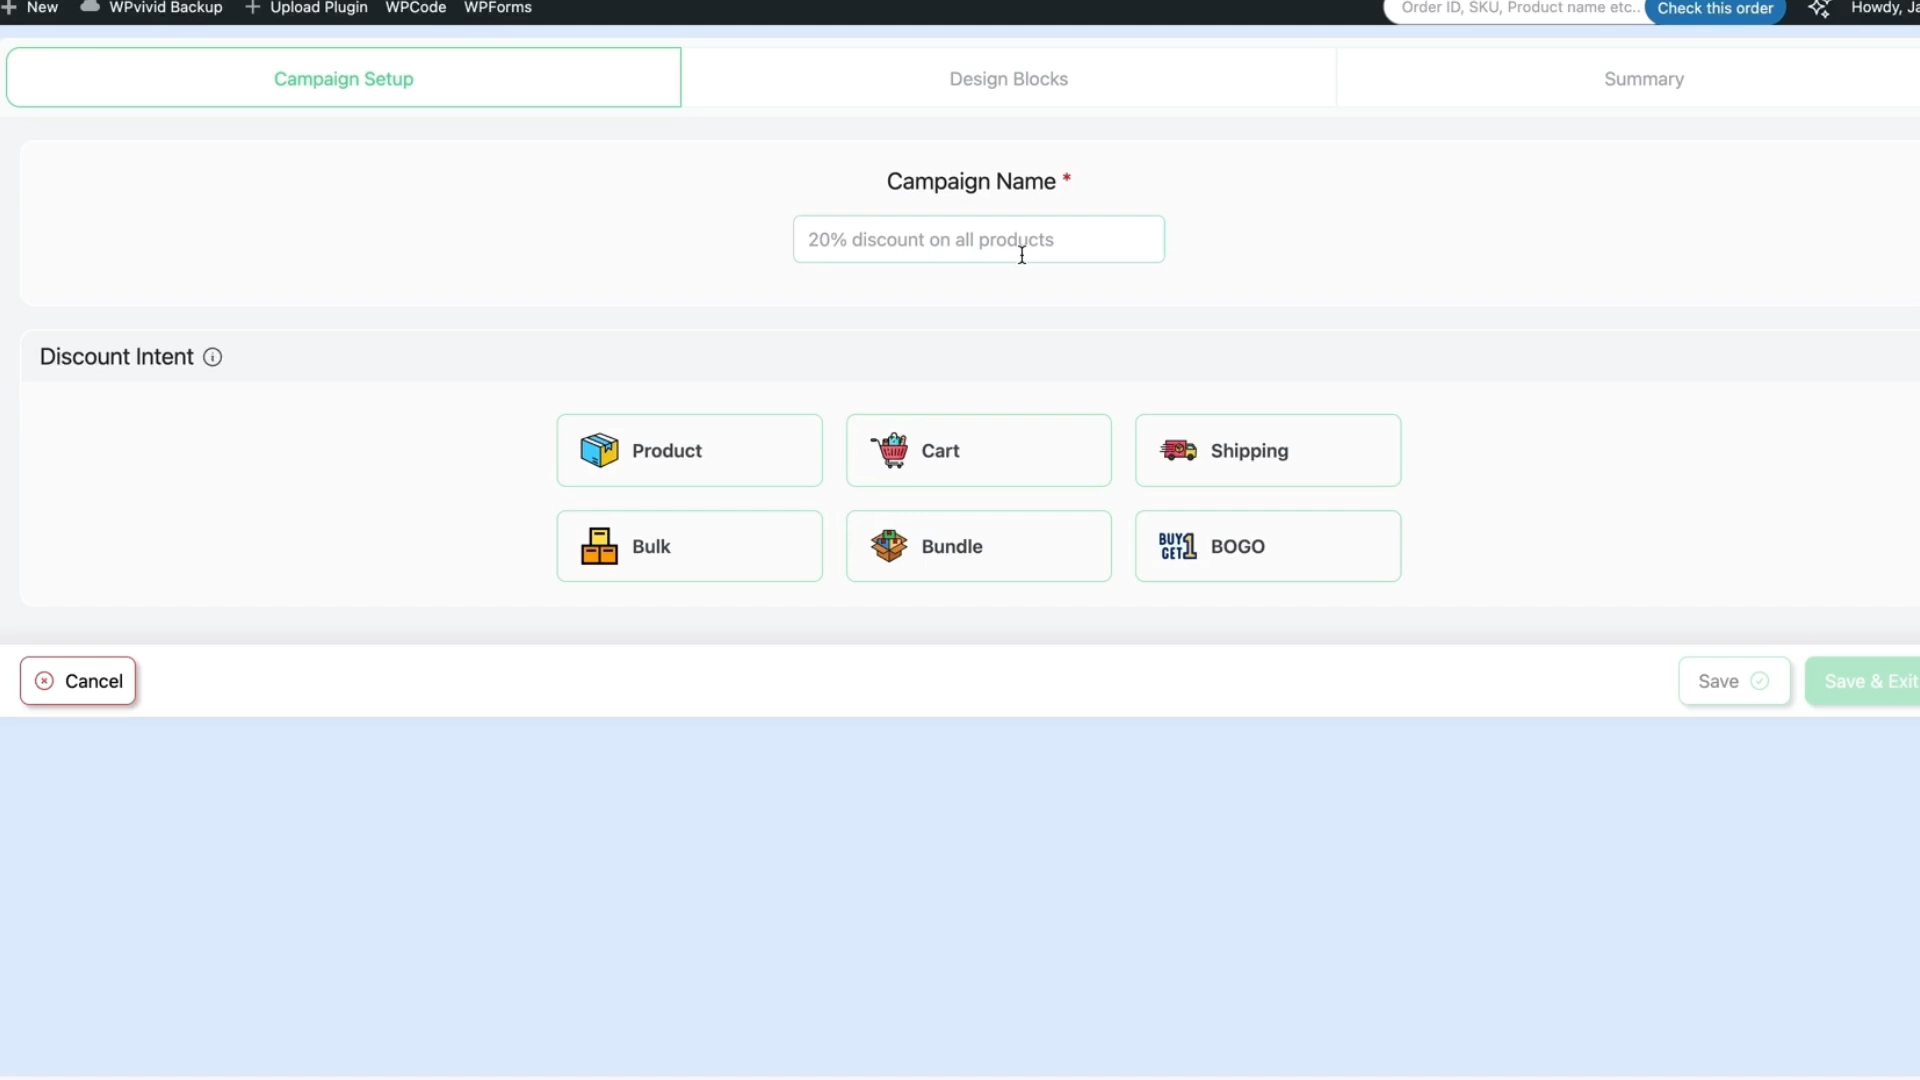 New WPvivid Backup Upload Plugin WPCode WPForms Order ID, SKU, Product name etc.. Check this order Howdy,
Campaign Setup Design Blocks Summary
Campaign Name *
20% discount on all products
Discount Intent
Product Cart Shipping
Bulk Bundle BUY GET 1 BOGO
Cancel Save Save & Exit